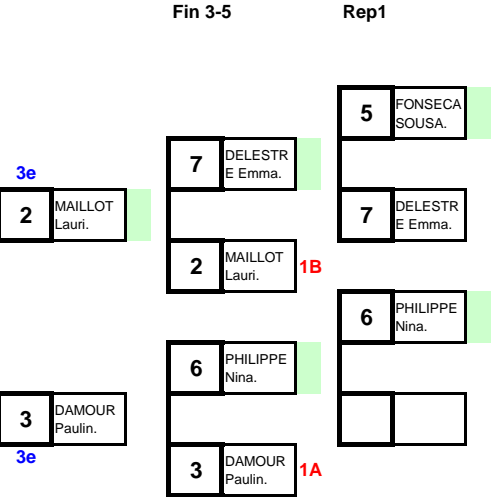 Fin 3-5 Rep1
5 FONSECA
SOUSA.
7 DELESTR
E Emma.
3e
2 MAILLOT
Lauri.
7 DELESTR
E Emma.
2 MAILLOT
Lauri.
1B
6 PHILIPPE
Nina.
6 PHILIPPE
Nina.
3 DAMOUR
Paulin.
3e
3 DAMOUR
Paulin.
1A